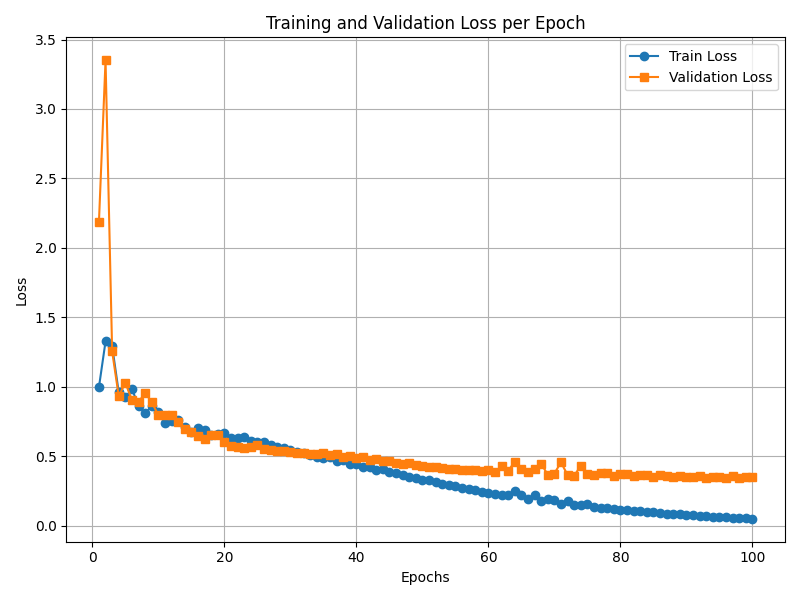 Training and Validation Loss per Epoch
Train Loss
Validation Loss
3.5
3.0
2.5
2.0
1.5
1.0
0.5
0.0
Loss
0 20 40 60 80 100
Epochs